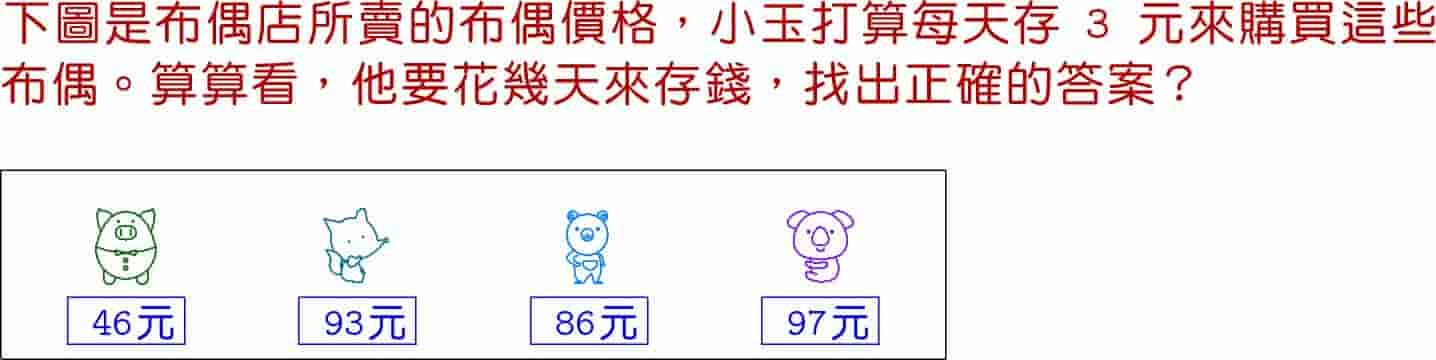 下圖是布偶店所賣的布偶價格，小玉打算每天存 3 元來購買這些
布偶。算算看，他要花幾天來存錢，找出正確的答案？
46元 93元 86元 97元